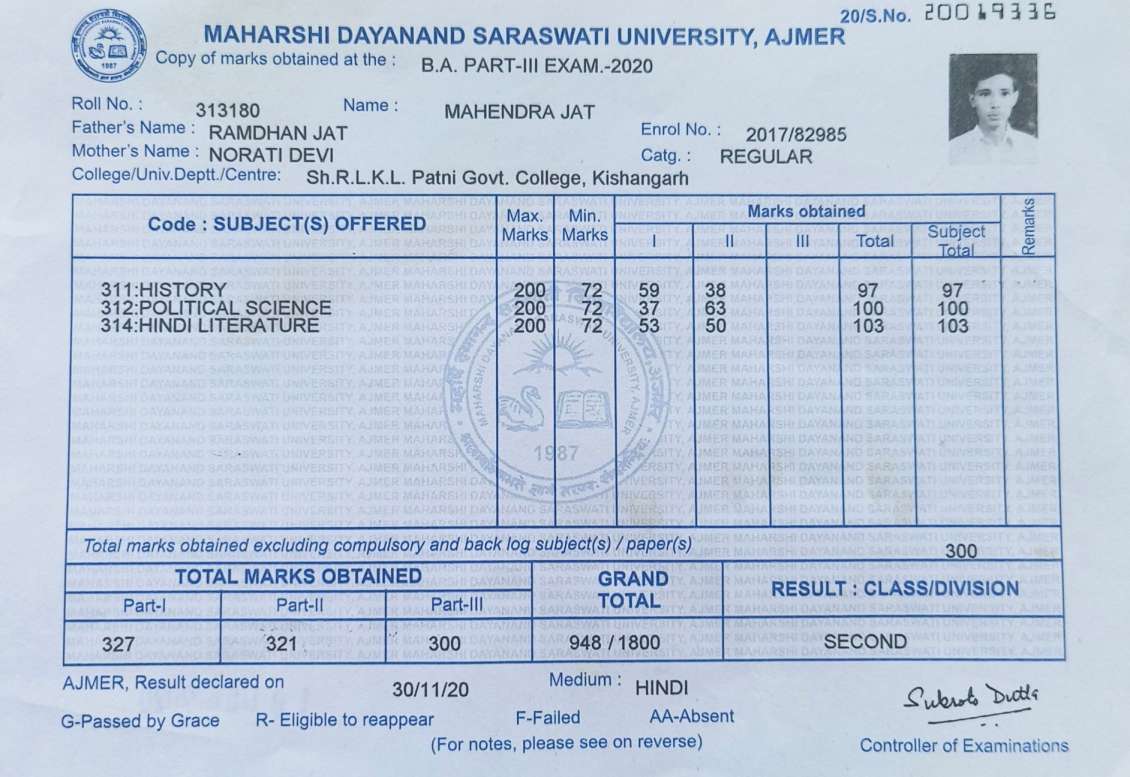 20/S.No. 20019336
MAHARSHI DAYANAND SARASWATI UNIVERSITY, AJMER
Copy of marks obtained at the : B.A. PART-III EXAM.-2020
Roll No. : 313180 Name : MAHENDRA JAT
Father's Name : RAMDHAN JAT Enrol No. : 2017/82985
Mother's Name : NORATI DEVI Catg. : REGULAR
College/Univ.Deptt./Centre: Sh.R.L.K.L. Patni Govt. College, Kishangarh
Code : SUBJECT(S) OFFERED Max. Marks Min. Marks Marks obtained Remarks
I II III Total Subject Total
311:HISTORY 200 72 59 38 97 97
312:POLITICAL SCIENCE 200 72 37 63 100 100
314:HINDI LITERATURE 200 72 53 50 103 103
MAHARSHI DAYANAND SARASWATI UNIVERSITY, AJMER
1987
Total marks obtained excluding compulsory and back log subject(s) / paper(s) 300
TOTAL MARKS OBTAINED GRAND TOTAL RESULT : CLASS/DIVISION
Part-I Part-II Part-III
327 321 300 948 / 1800 SECOND
AJMER, Result declared on 30/11/20 Medium : HINDI
G-Passed by Grace R- Eligible to reappear F-Failed AA-Absent
(For notes, please see on reverse)
Subroto Dutta
Controller of Examinations